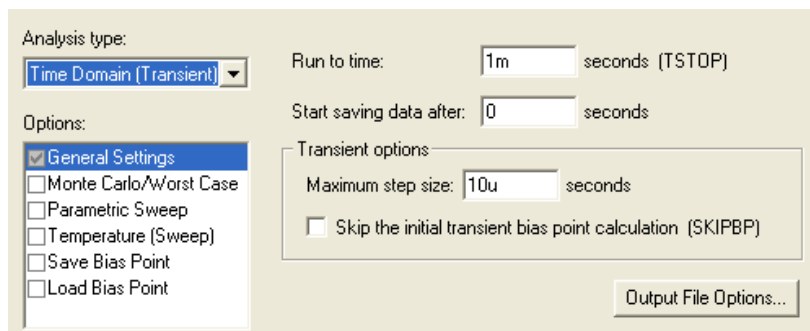 Analysis type:
Time Domain (Transient)
Options:
General Settings
Monte Carlo/Worst Case
Parametric Sweep
Temperature (Sweep)
Save Bias Point
Load Bias Point
Run to time: 1m seconds (TSTOP)
Start saving data after: 0 seconds
Transient options
Maximum step size: 10u seconds
Skip the initial transient bias point calculation (SKIPBP)
Output File Options...